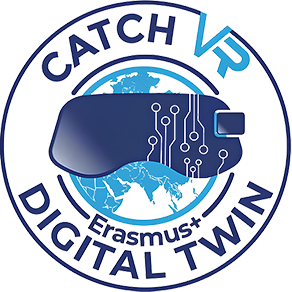 CATCH VR
Erasmus+
DIGITAL TWIN